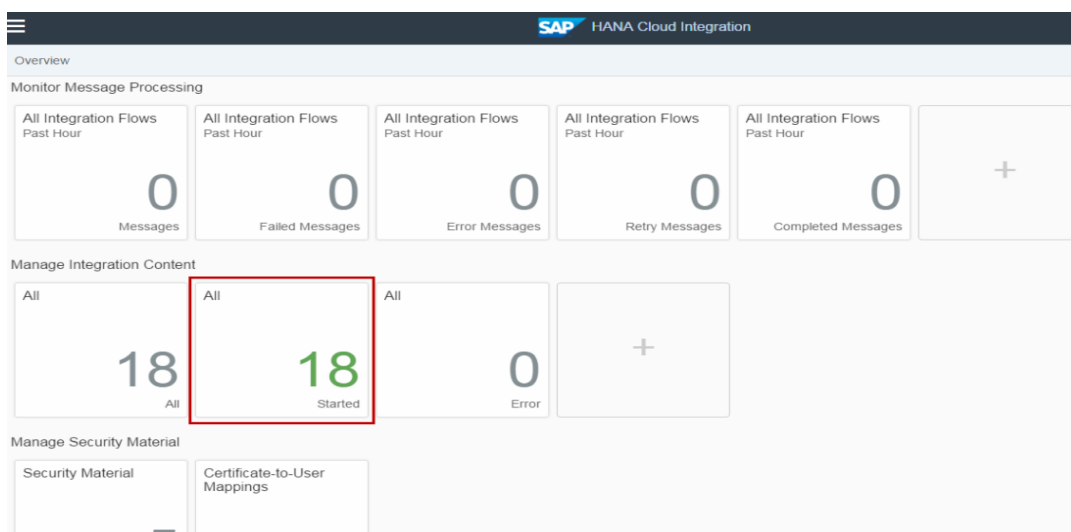 SAP HANA Cloud Integration
Overview
Monitor Message Processing
All Integration Flows
Past Hour
0
Messages
All Integration Flows
Past Hour
0
Failed Messages
All Integration Flows
Past Hour
0
Error Messages
All Integration Flows
Past Hour
0
Retry Messages
All Integration Flows
Past Hour
0
Completed Messages
+
Manage Integration Content
All
18
All
All
18
Started
All
0
Error
+
Manage Security Material
Security Material
Certificate-to-User
Mappings